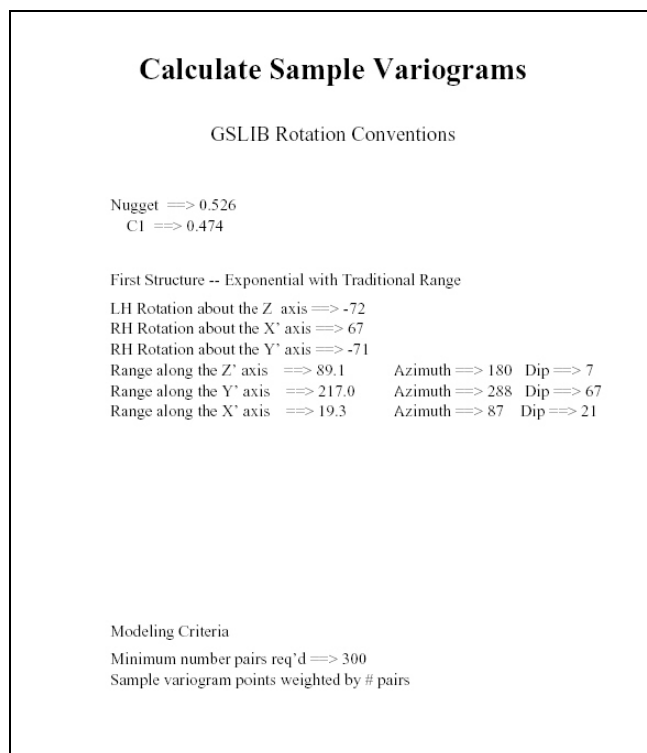 Calculate Sample Variograms
GSLIB Rotation Conventions
Nugget ==> 0.526
C1 ==> 0.474
First Structure -- Exponential with Traditional Range
LH Rotation about the Z axis ==> -72
RH Rotation about the X' axis ==> 67
RH Rotation about the Y' axis ==> -71
Range along the Z' axis ==> 89.1 Azimuth ==> 180 Dip ==> 7
Range along the Y' axis ==> 217.0 Azimuth ==> 288 Dip ==> 67
Range along the X' axis ==> 19.3 Azimuth ==> 87 Dip ==> 21
Modeling Criteria
Minimum number pairs req'd ==> 300
Sample variogram points weighted by # pairs